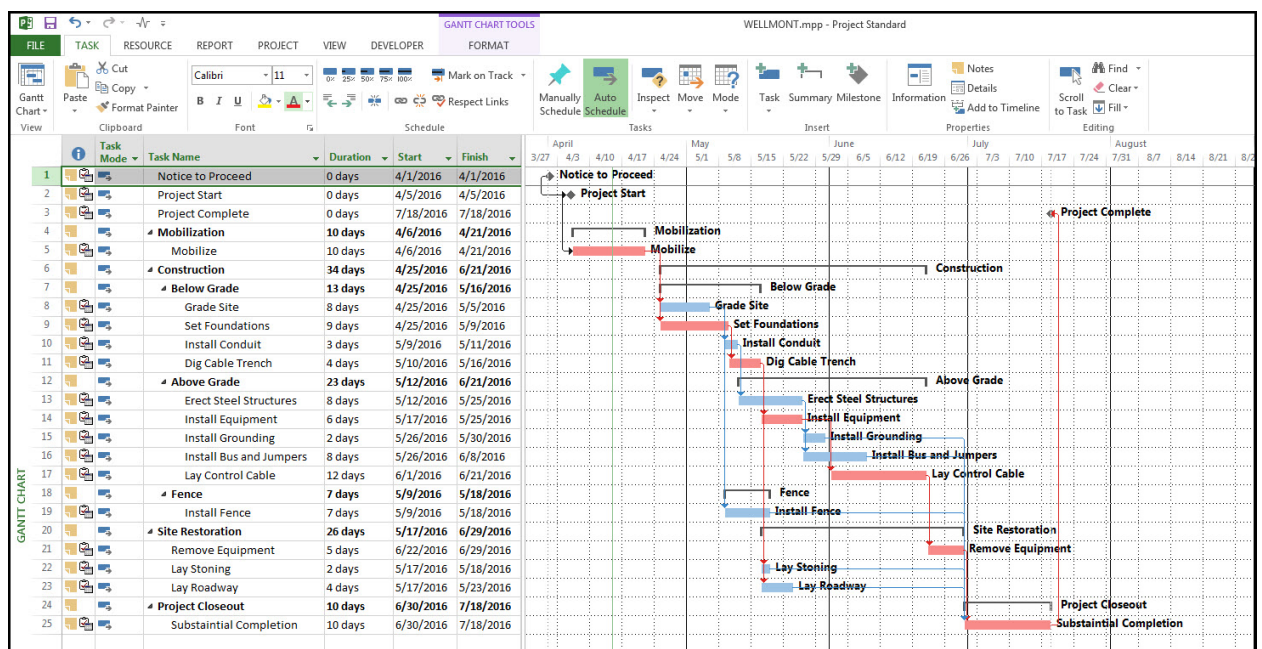 GANTT CHART TOOLS
WELLMONT.mpp - Project Standard
FILE TASK RESOURCE REPORT PROJECT VIEW DEVELOPER FORMAT
Gantt Chart
View
Paste
Cut
Copy
Format Painter
Clipboard
Calibri 11
B I U A
Font
0% 25% 50% 75% 100%
Mark on Track
Respect Links
Schedule
Manually Schedule
Auto Schedule
Inspect Move Mode
Tasks
Task Summary Milestone
Insert
Information
Notes
Details
Add to Timeline
Properties
Scroll to Task
Find
Clear
Fill
Editing
Task Mode Task Name Duration Start Finish
April May June July August
3/27 4/3 4/10 4/17 4/24 5/1 5/8 5/15 5/22 5/29 6/5 6/12 6/19 6/26 7/3 7/10 7/17 7/24 7/31 8/7 8/14 8/21 8/2
1 Notice to Proceed 0 days 4/1/2016 4/1/2016 Notice to Proceed
2 Project Start 0 days 4/5/2016 4/5/2016 Project Start
3 Project Complete 0 days 7/18/2016 7/18/2016 Project Complete
4 Mobilization 10 days 4/6/2016 4/21/2016 Mobilization
5 Mobilize 10 days 4/6/2016 4/21/2016 Mobilize
6 Construction 34 days 4/25/2016 6/21/2016 Construction
7 Below Grade 13 days 4/25/2016 5/16/2016 Below Grade
8 Grade Site 8 days 4/25/2016 5/5/2016 Grade Site
9 Set Foundations 9 days 4/25/2016 5/9/2016 Set Foundations
10 Install Conduit 3 days 5/9/2016 5/11/2016 Install Conduit
11 Dig Cable Trench 4 days 5/10/2016 5/16/2016 Dig Cable Trench
12 Above Grade 23 days 5/12/2016 6/21/2016 Above Grade
13 Erect Steel Structures 8 days 5/12/2016 5/25/2016 Erect Steel Structures
14 Install Equipment 6 days 5/17/2016 5/25/2016 Install Equipment
15 Install Grounding 2 days 5/26/2016 5/30/2016 Install Grounding
16 Install Bus and Jumpers 8 days 5/26/2016 6/8/2016 Install Bus and Jumpers
17 Lay Control Cable 12 days 6/1/2016 6/21/2016 Lay Control Cable
18 Fence 7 days 5/9/2016 5/18/2016 Fence
19 Install Fence 7 days 5/9/2016 5/18/2016 Install Fence
20 Site Restoration 26 days 5/17/2016 6/29/2016 Site Restoration
21 Remove Equipment 5 days 6/22/2016 6/29/2016 Remove Equipment
22 Lay Stoning 2 days 5/17/2016 5/18/2016 Lay Stoning
23 Lay Roadway 4 days 5/17/2016 5/23/2016 Lay Roadway
24 Project Closeout 10 days 6/30/2016 7/18/2016 Project Closeout
25 Substaintial Completion 10 days 6/30/2016 7/18/2016 Substaintial Completion
GANTT CHART